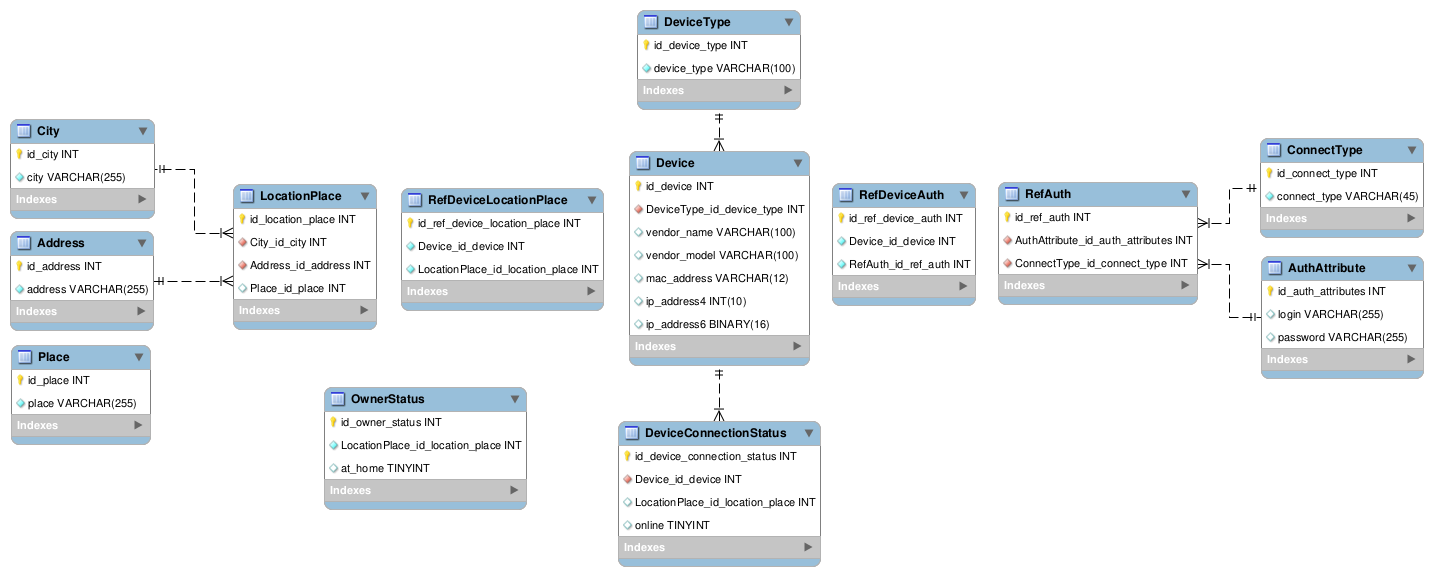 DeviceType
id_device_type INT
device_type VARCHAR(100)
Indexes
City
id_city INT
city VARCHAR(255)
Indexes
Address
id_address INT
address VARCHAR(255)
Indexes
Place
id_place INT
place VARCHAR(255)
Indexes
LocationPlace
id_location_place INT
City_id_city INT
Address_id_address INT
Place_id_place INT
Indexes
RefDeviceLocationPlace
id_ref_device_location_place INT
Device_id_device INT
LocationPlace_id_location_place INT
Indexes
OwnerStatus
id_owner_status INT
LocationPlace_id_location_place INT
at_home TINYINT
Indexes
Device
id_device INT
DeviceType_id_device_type INT
vendor_name VARCHAR(100)
vendor_model VARCHAR(100)
mac_address VARCHAR(12)
ip_address4 INT(10)
ip_address6 BINARY(16)
Indexes
DeviceConnectionStatus
id_device_connection_status INT
Device_id_device INT
LocationPlace_id_location_place INT
online TINYINT
Indexes
RefDeviceAuth
id_ref_device_auth INT
Device_id_device INT
RefAuth_id_ref_auth INT
Indexes
RefAuth
id_ref_auth INT
AuthAttribute_id_auth_attributes INT
ConnectType_id_connect_type INT
Indexes
ConnectType
id_connect_type INT
connect_type VARCHAR(45)
Indexes
AuthAttribute
id_auth_attributes INT
login VARCHAR(255)
password VARCHAR(255)
Indexes